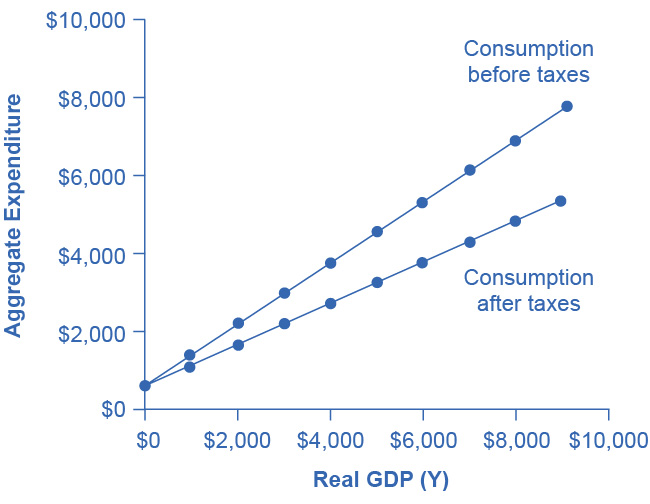 $10,000
$8,000
$6,000
$4,000
$2,000
$0
Aggregate Expenditure
Consumption
before taxes
Consumption
after taxes
$0 $2,000 $4,000 $6,000 $8,000 $10,000
Real GDP (Y)